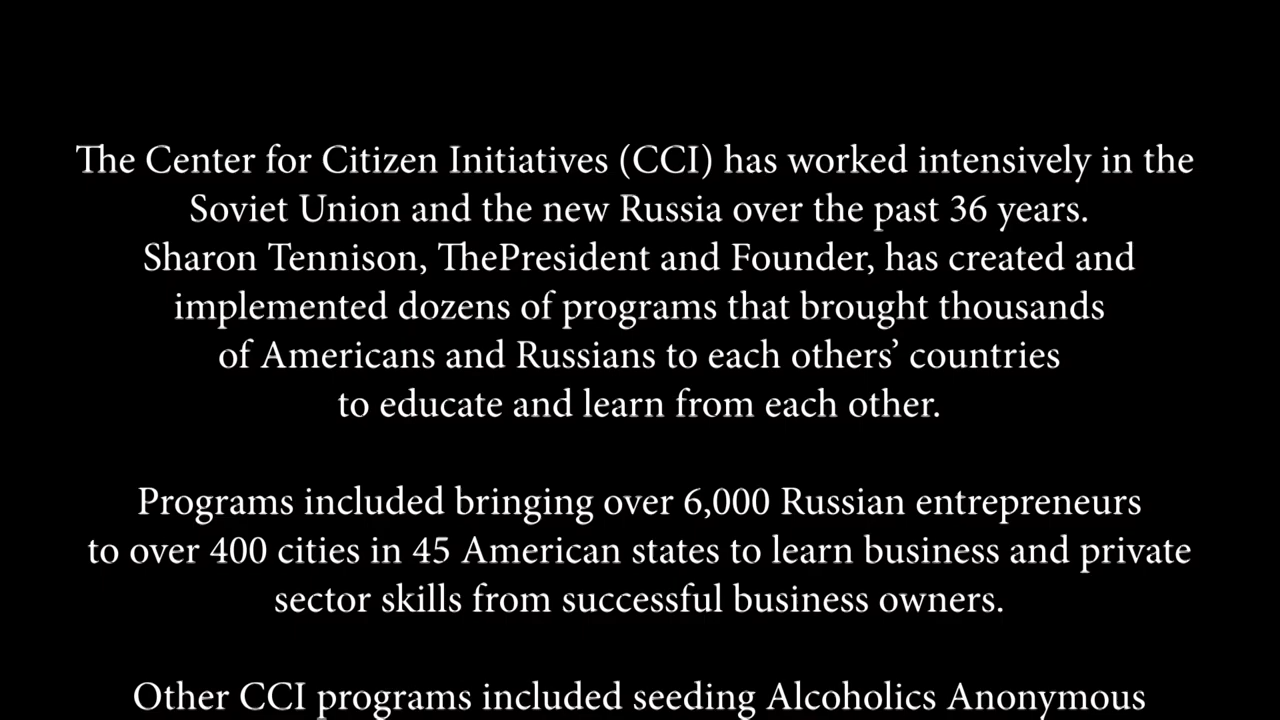 The Center for Citizen Initiatives (CCI) has worked intensively in the
Soviet Union and the new Russia over the past 36 years.
Sharon Tennison, ThePresident and Founder, has created and
implemented dozens of programs that brought thousands
of Americans and Russians to each others’ countries
to educate and learn from each other.
Programs included bringing over 6,000 Russian entrepreneurs
to over 400 cities in 45 American states to learn business and private
sector skills from successful business owners.
Other CCI programs included seeding Alcoholics Anonymous